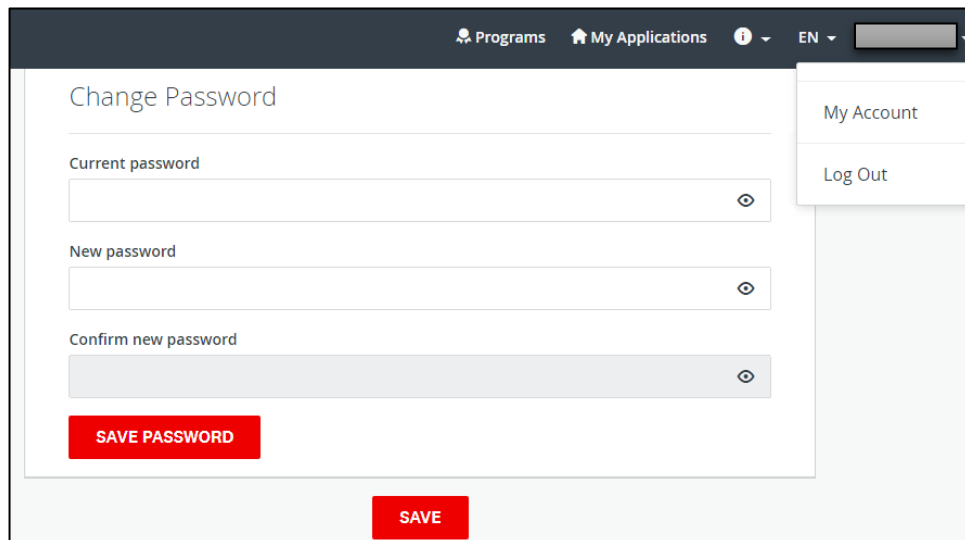 Programs My Applications EN
Change Password
My Account
Current password
Log Out
New password
Confirm new password
SAVE PASSWORD
SAVE